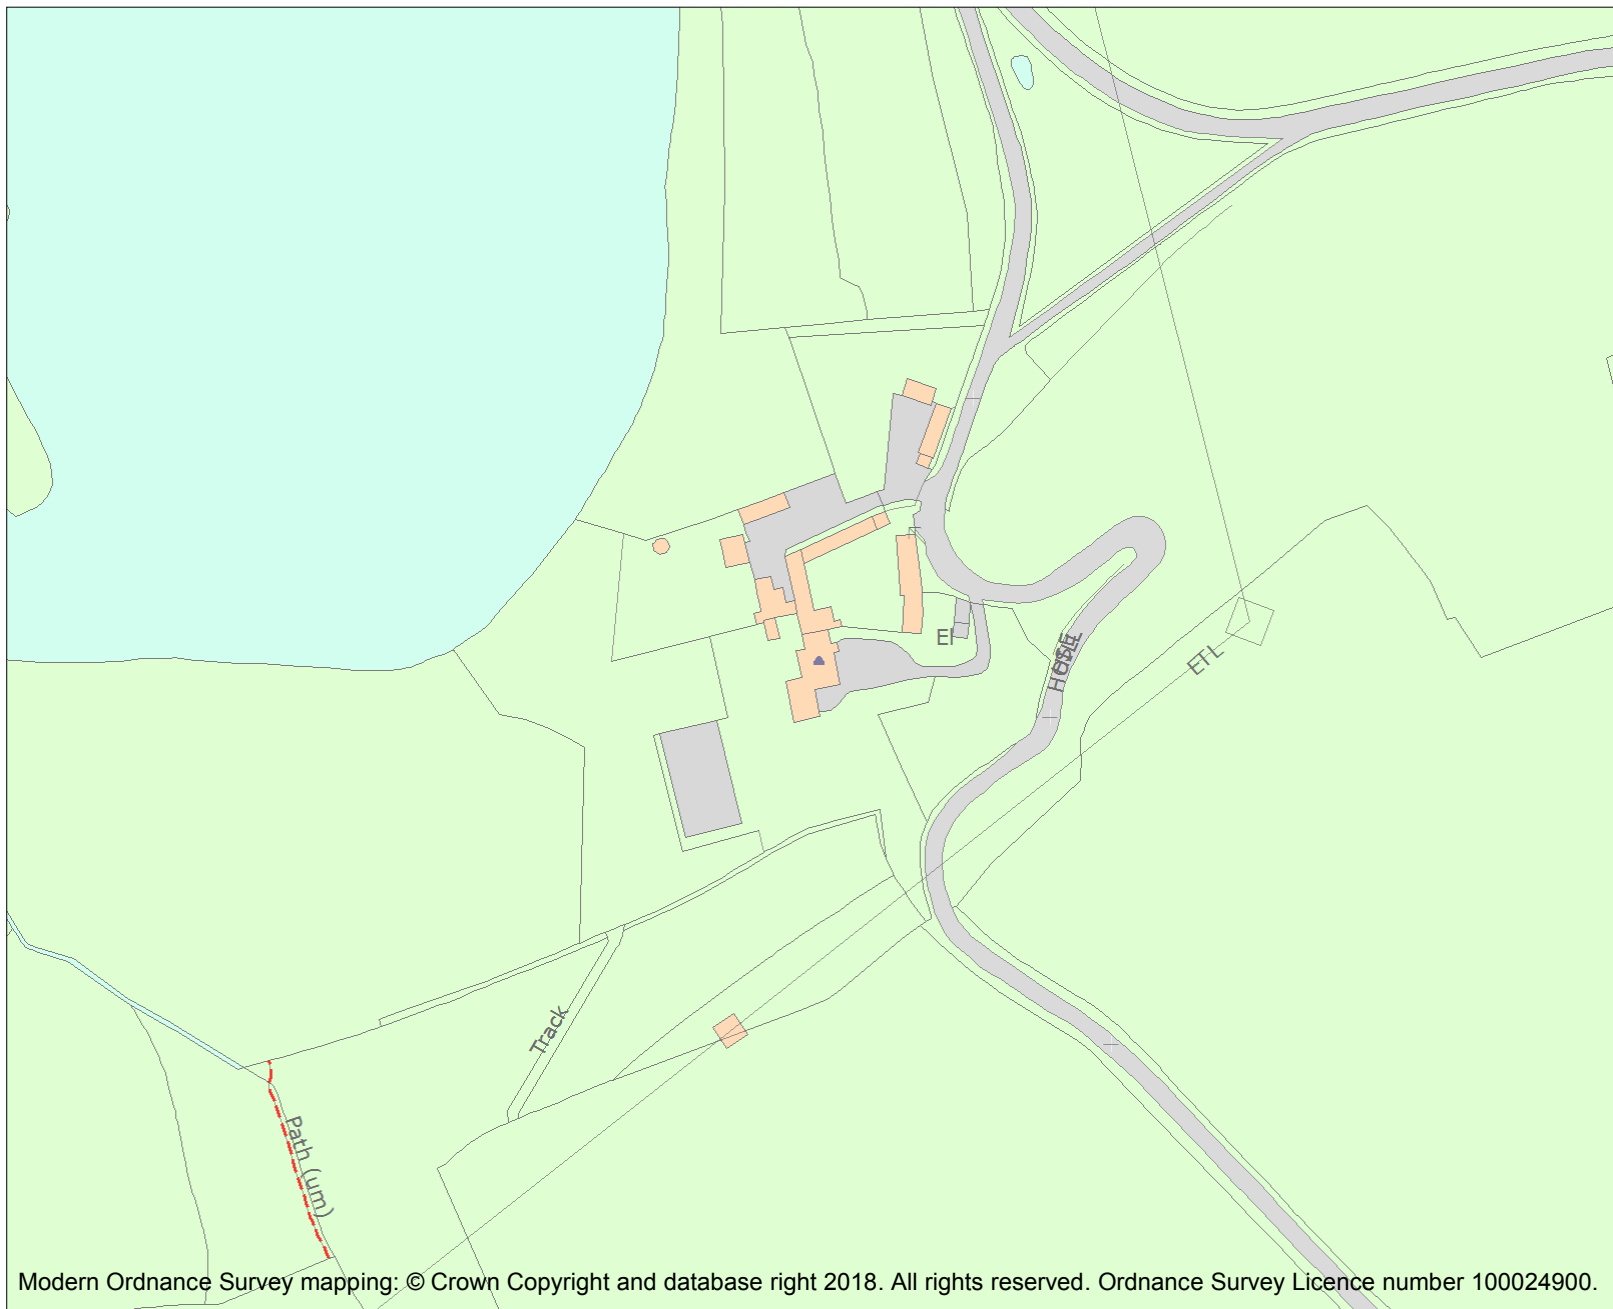 El
ETL
Track
Path (um)
Modern Ordnance Survey mapping: © Crown Copyright and database right 2018. All rights reserved. Ordnance Survey Licence number 100024900.